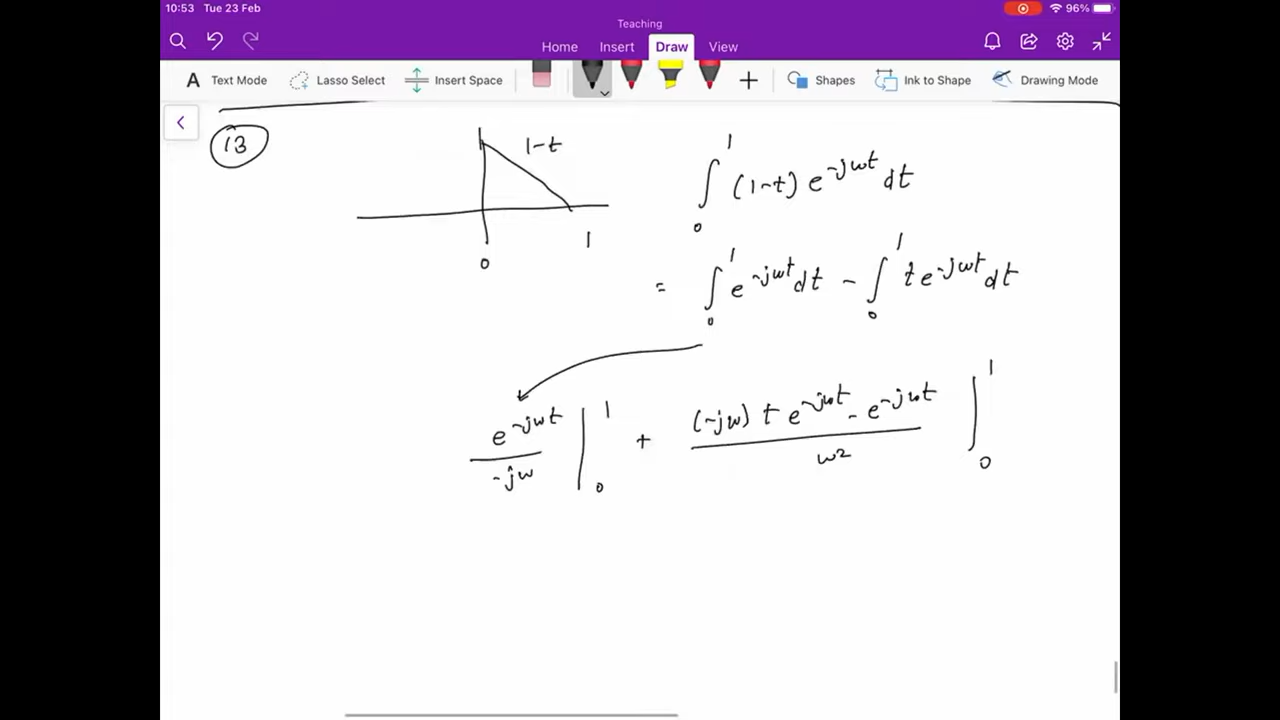 10:53 Tue 23 Feb 96%
Teaching
Home Insert Draw View
A Text Mode Lasso Select Insert Space + Shapes Ink to Shape Drawing Mode
13
1-t
0 1
∫₀¹ (1-t) e^{-jωt} dt
= ∫₀¹ e^{-jωt} dt - ∫₀¹ t e^{-jωt} dt
e^{-jωt}/-jω |₀¹ + (-jω) t e^{-jωt} - e^{-jωt}/ω² |₀¹